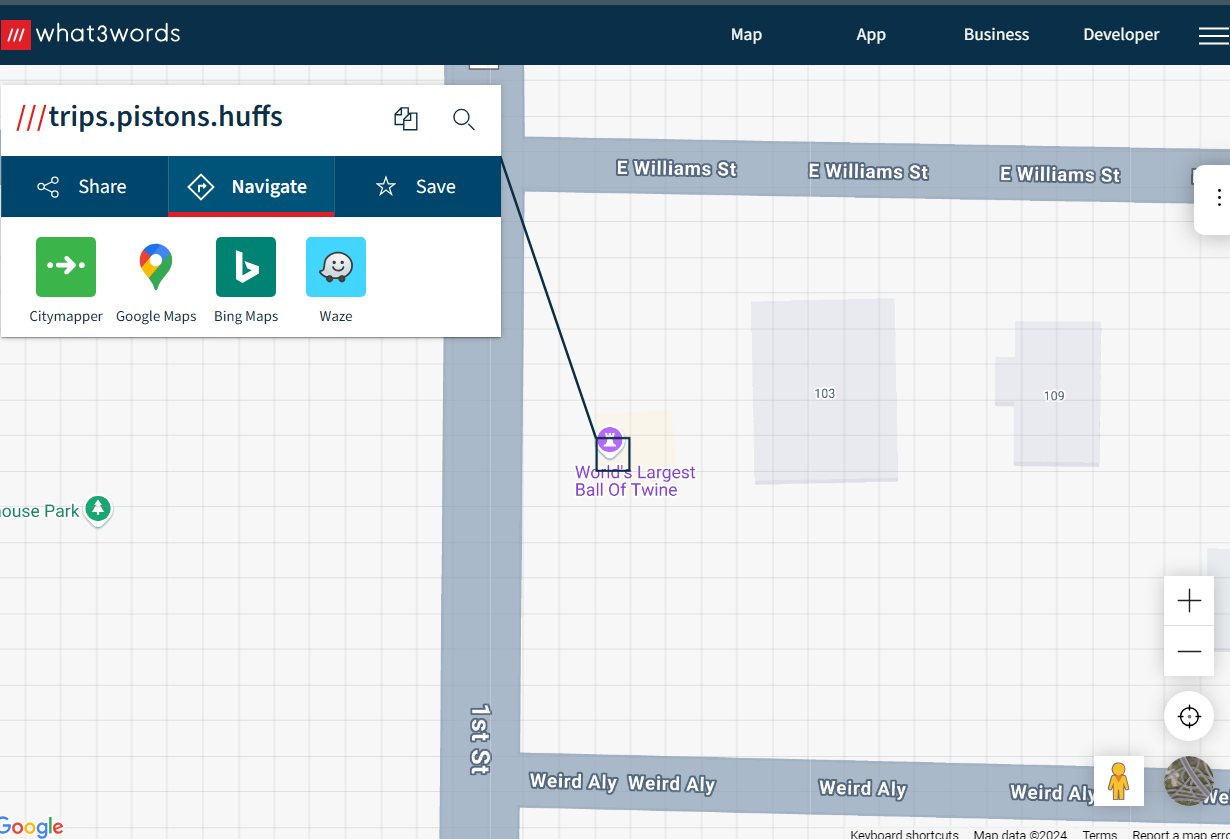 what3words
Map
App
Business
Developer
///trips.pistons.huffs
Share
Navigate
Save
Citymapper
Google Maps
Bing Maps
Waze
E Williams St
E Williams St
E Williams St
103
109
World's Largest
Ball Of Twine
ouse Park
1st St
Weird Aly
Weird Aly
Weird Aly
Weird Aly
We
Google
Keyboard shortcuts
Map data ©2024
Terms
Report a map erro